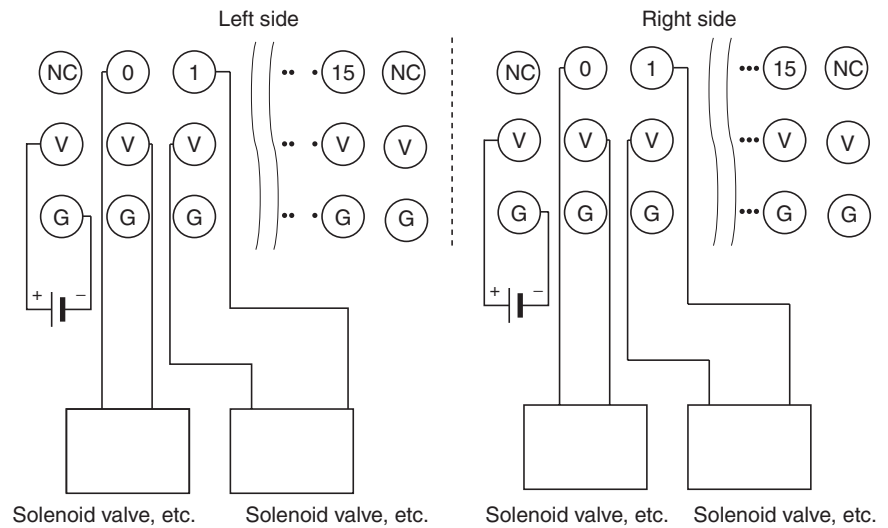 Left side Right side
NC 0 1 15 NC NC 0 1 15 NC
V V V V V V V V V V
G G G G G G G G G G
+ – + –
Solenoid valve, etc. Solenoid valve, etc. Solenoid valve, etc. Solenoid valve, etc.